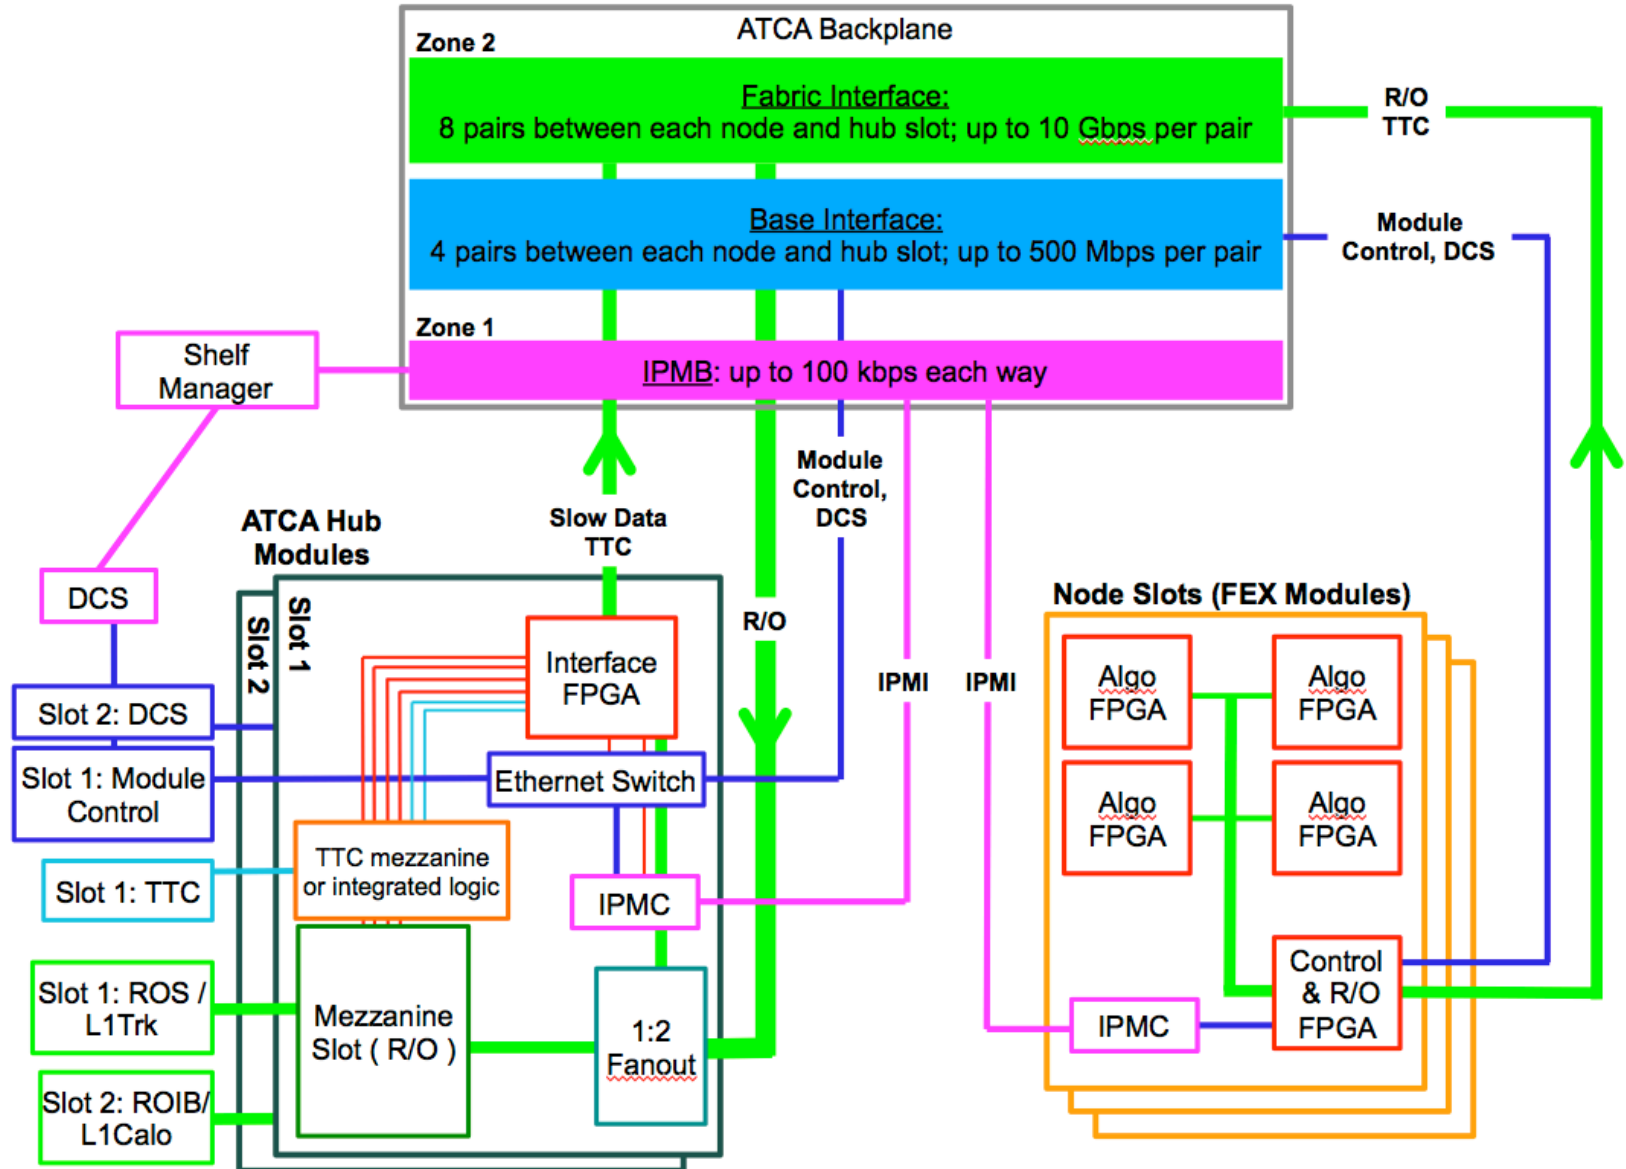 ATCA Backplane
Zone 2
Fabric Interface:
8 pairs between each node and hub slot; up to 10 Gbps per pair
R/O
TTC
Base Interface:
4 pairs between each node and hub slot; up to 500 Mbps per pair
Module
Control, DCS
Zone 1
IPMB: up to 100 kbps each way
Shelf
Manager
Module
Control,
DCS
Slow Data
TTC
ATCA Hub
Modules
DCS
Slot 1
Slot 2
R/O
IPMI
IPMI
Node Slots (FEX Modules)
Interface
FPGA
Algo
FPGA
Algo
FPGA
Slot 2: DCS
Slot 1: Module
Control
Ethernet Switch
Algo
FPGA
Algo
FPGA
TTC mezzanine
or integrated logic
Slot 1: TTC
IPMC
Slot 1: ROS /
L1Trk
Mezzanine
Slot ( R/O )
1:2
Fanout
IPMC
Control
& R/O
FPGA
Slot 2: ROIB/
L1Calo